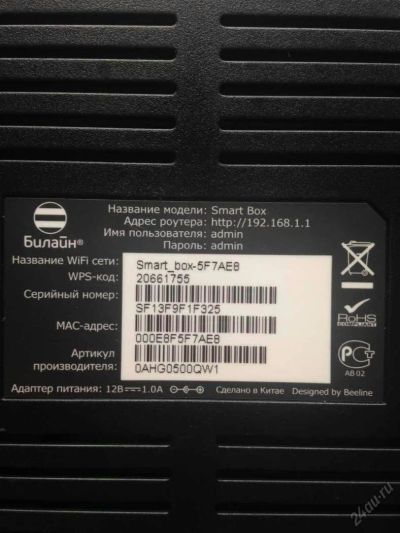 Название модели: Smart Box
Адрес роутера: http://192.168.1.1
Имя пользователя: admin
Пароль: admin
Билайн®
Название WiFi сети: Smart_box-5F7AE8
WPS-код: 20661755
Серийный номер:
SF13F9F1F325
MAC-адрес:
000E8F5F7AE8
Артикул
производителя: 0AHG0500QW1
RoHS
COMPLIANT
АВ 02
Адаптер питания: 12В⎓1.0А Сделано в Китае Designed by Beeline
24au.ru